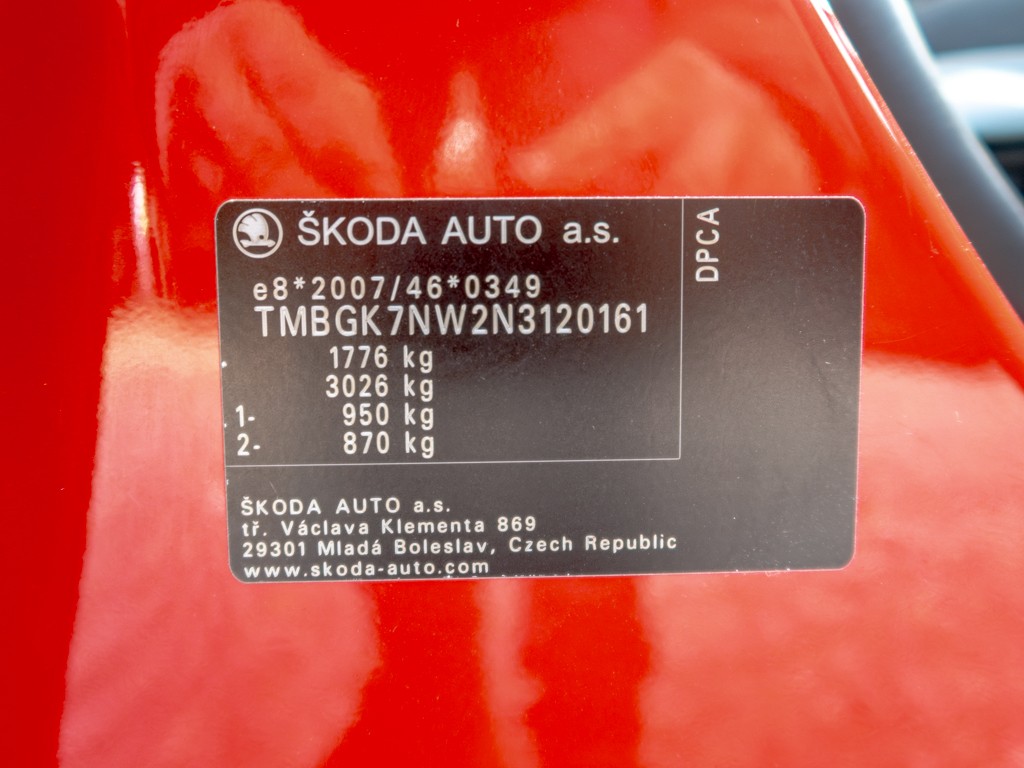 ŠKODA AUTO a.s.
DPCA
e8*2007/46*0349
TMBGK7NW2N3120161
1776 kg
3026 kg
1- 950 kg
2- 870 kg
ŠKODA AUTO a.s.
tř. Václava Klementa 869
29301 Mladá Boleslav, Czech Republic
www.skoda-auto.com